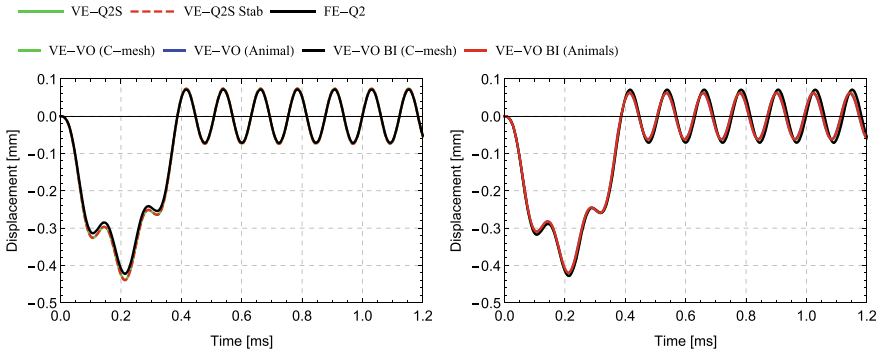 VE−Q2S VE−Q2S Stab FE−Q2
VE−VO (C−mesh) VE−VO (Animal) VE−VO BI (C−mesh) VE−VO BI (Animals)
0.1 0.1
0.0 0.0
−0.1 −0.1
−0.2 −0.2
−0.3 −0.3
−0.4 −0.4
−0.5 −0.5
Displacement [mm] Displacement [mm]
0.0 0.2 0.4 0.6 0.8 1.0 1.2 0.0 0.2 0.4 0.6 0.8 1.0 1.2
Time [ms] Time [ms]